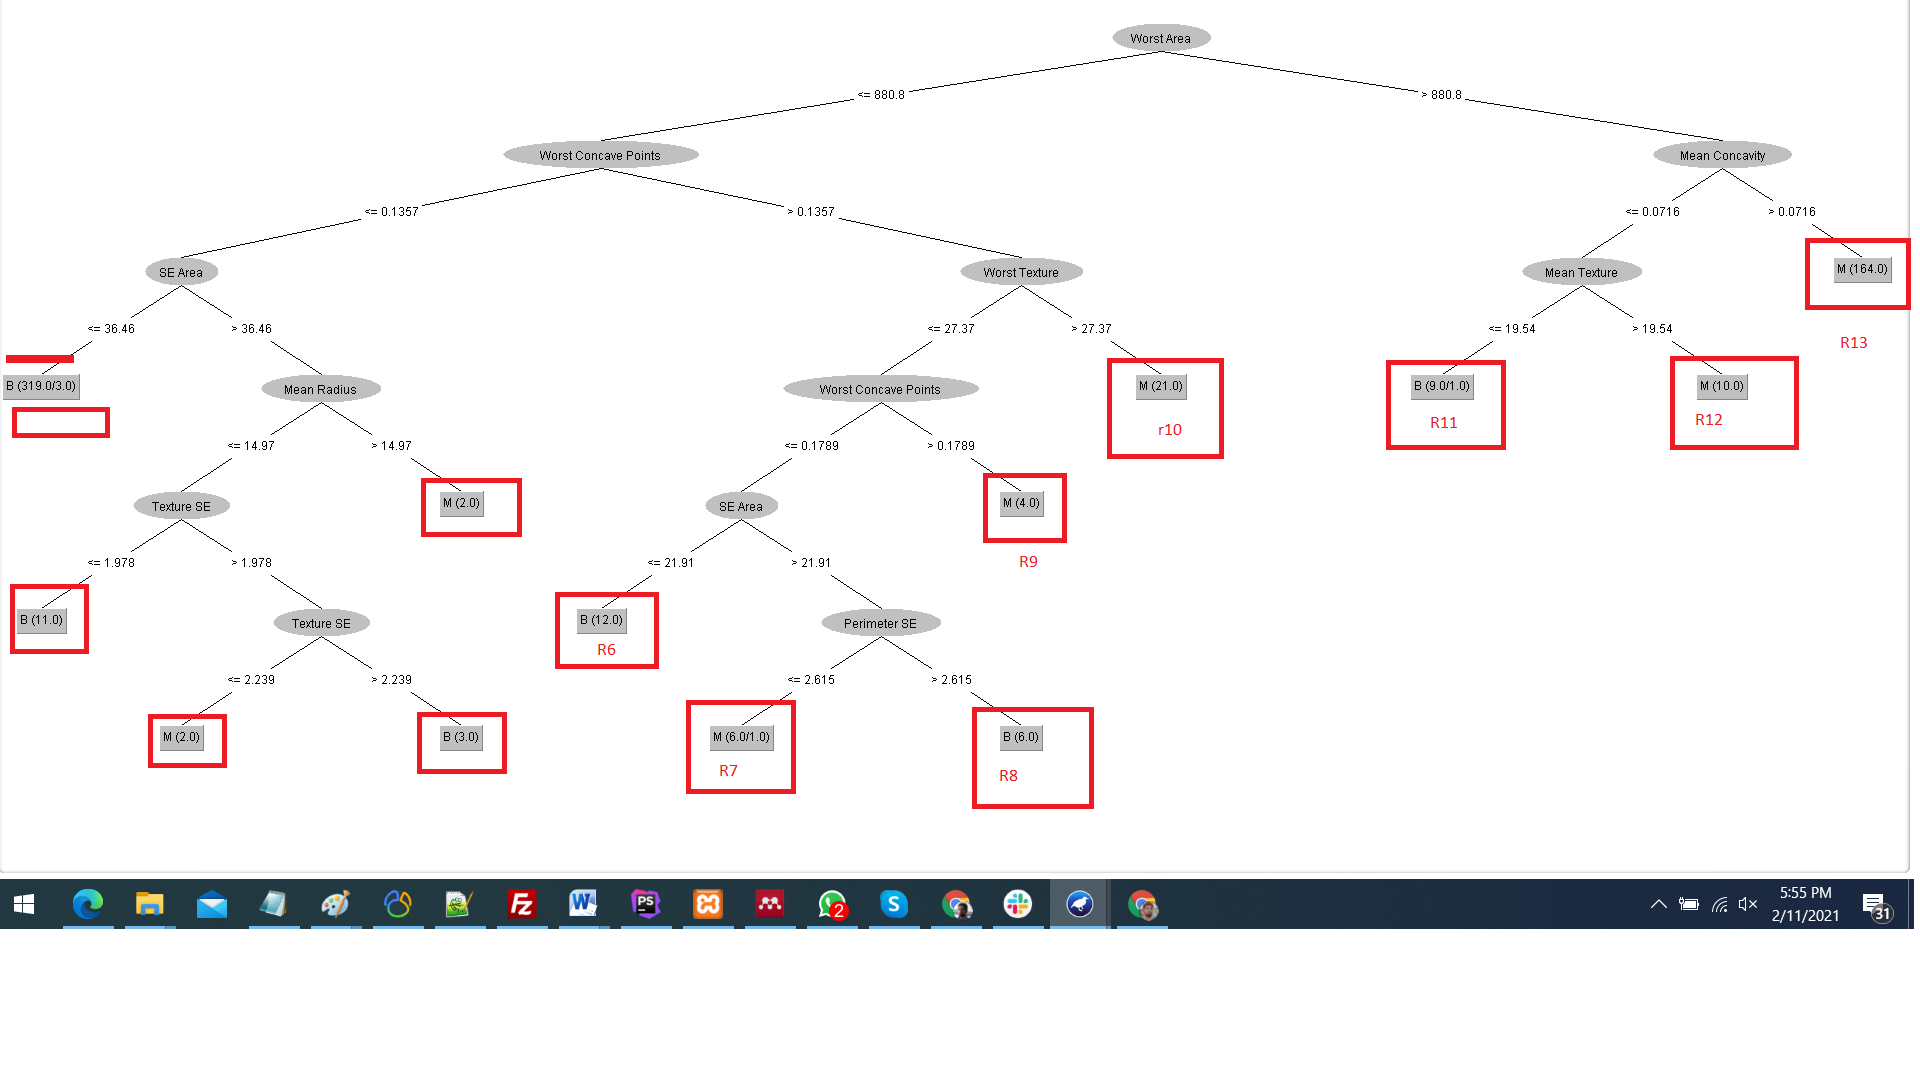 Worst Area
<= 880.8
> 880.8
Worst Concave Points
Mean Concavity
<= 0.1357
> 0.1357
<= 0.0716
> 0.0716
SE Area
Worst Texture
Mean Texture
M (164.0)
<= 36.46
> 36.46
<= 27.37
> 27.37
<= 19.54
> 19.54
R13
B (319.0/3.0)
Mean Radius
Worst Concave Points
M (21.0)
B (9.0/1.0)
M (10.0)
r10
R11
R12
<= 14.97
> 14.97
<= 0.1789
> 0.1789
Texture SE
M (2.0)
SE Area
M (4.0)
<= 1.978
> 1.978
<= 21.91
> 21.91
R9
B (11.0)
Texture SE
B (12.0)
Perimeter SE
R6
<= 2.239
> 2.239
<= 2.615
> 2.615
M (2.0)
B (3.0)
M (6.0/1.0)
B (6.0)
R7
R8
Fz
W
PS
2
S
5:55 PM
2/11/2021
31